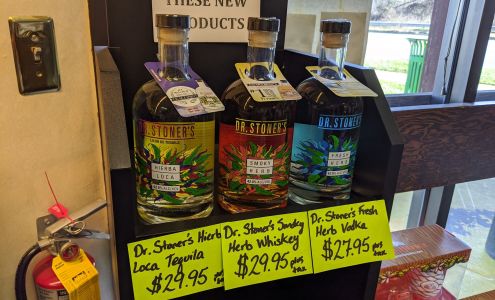 THESE NEW
PRODUCTS
DR. STONER'S
HIERBA
LOCA
DR. STONER'S
SMOKY
HERB
DR. STONER'S
FRESH
HERB
Dr. Stoner's Hierb
Loca Tequila
$29.95 plus
tax
Dr. Stoner's Smokey
Herb Whiskey
$29.95 plus
tax
Dr. Stoner's Fresh
Herb Vodka
$27.95 plus
tax